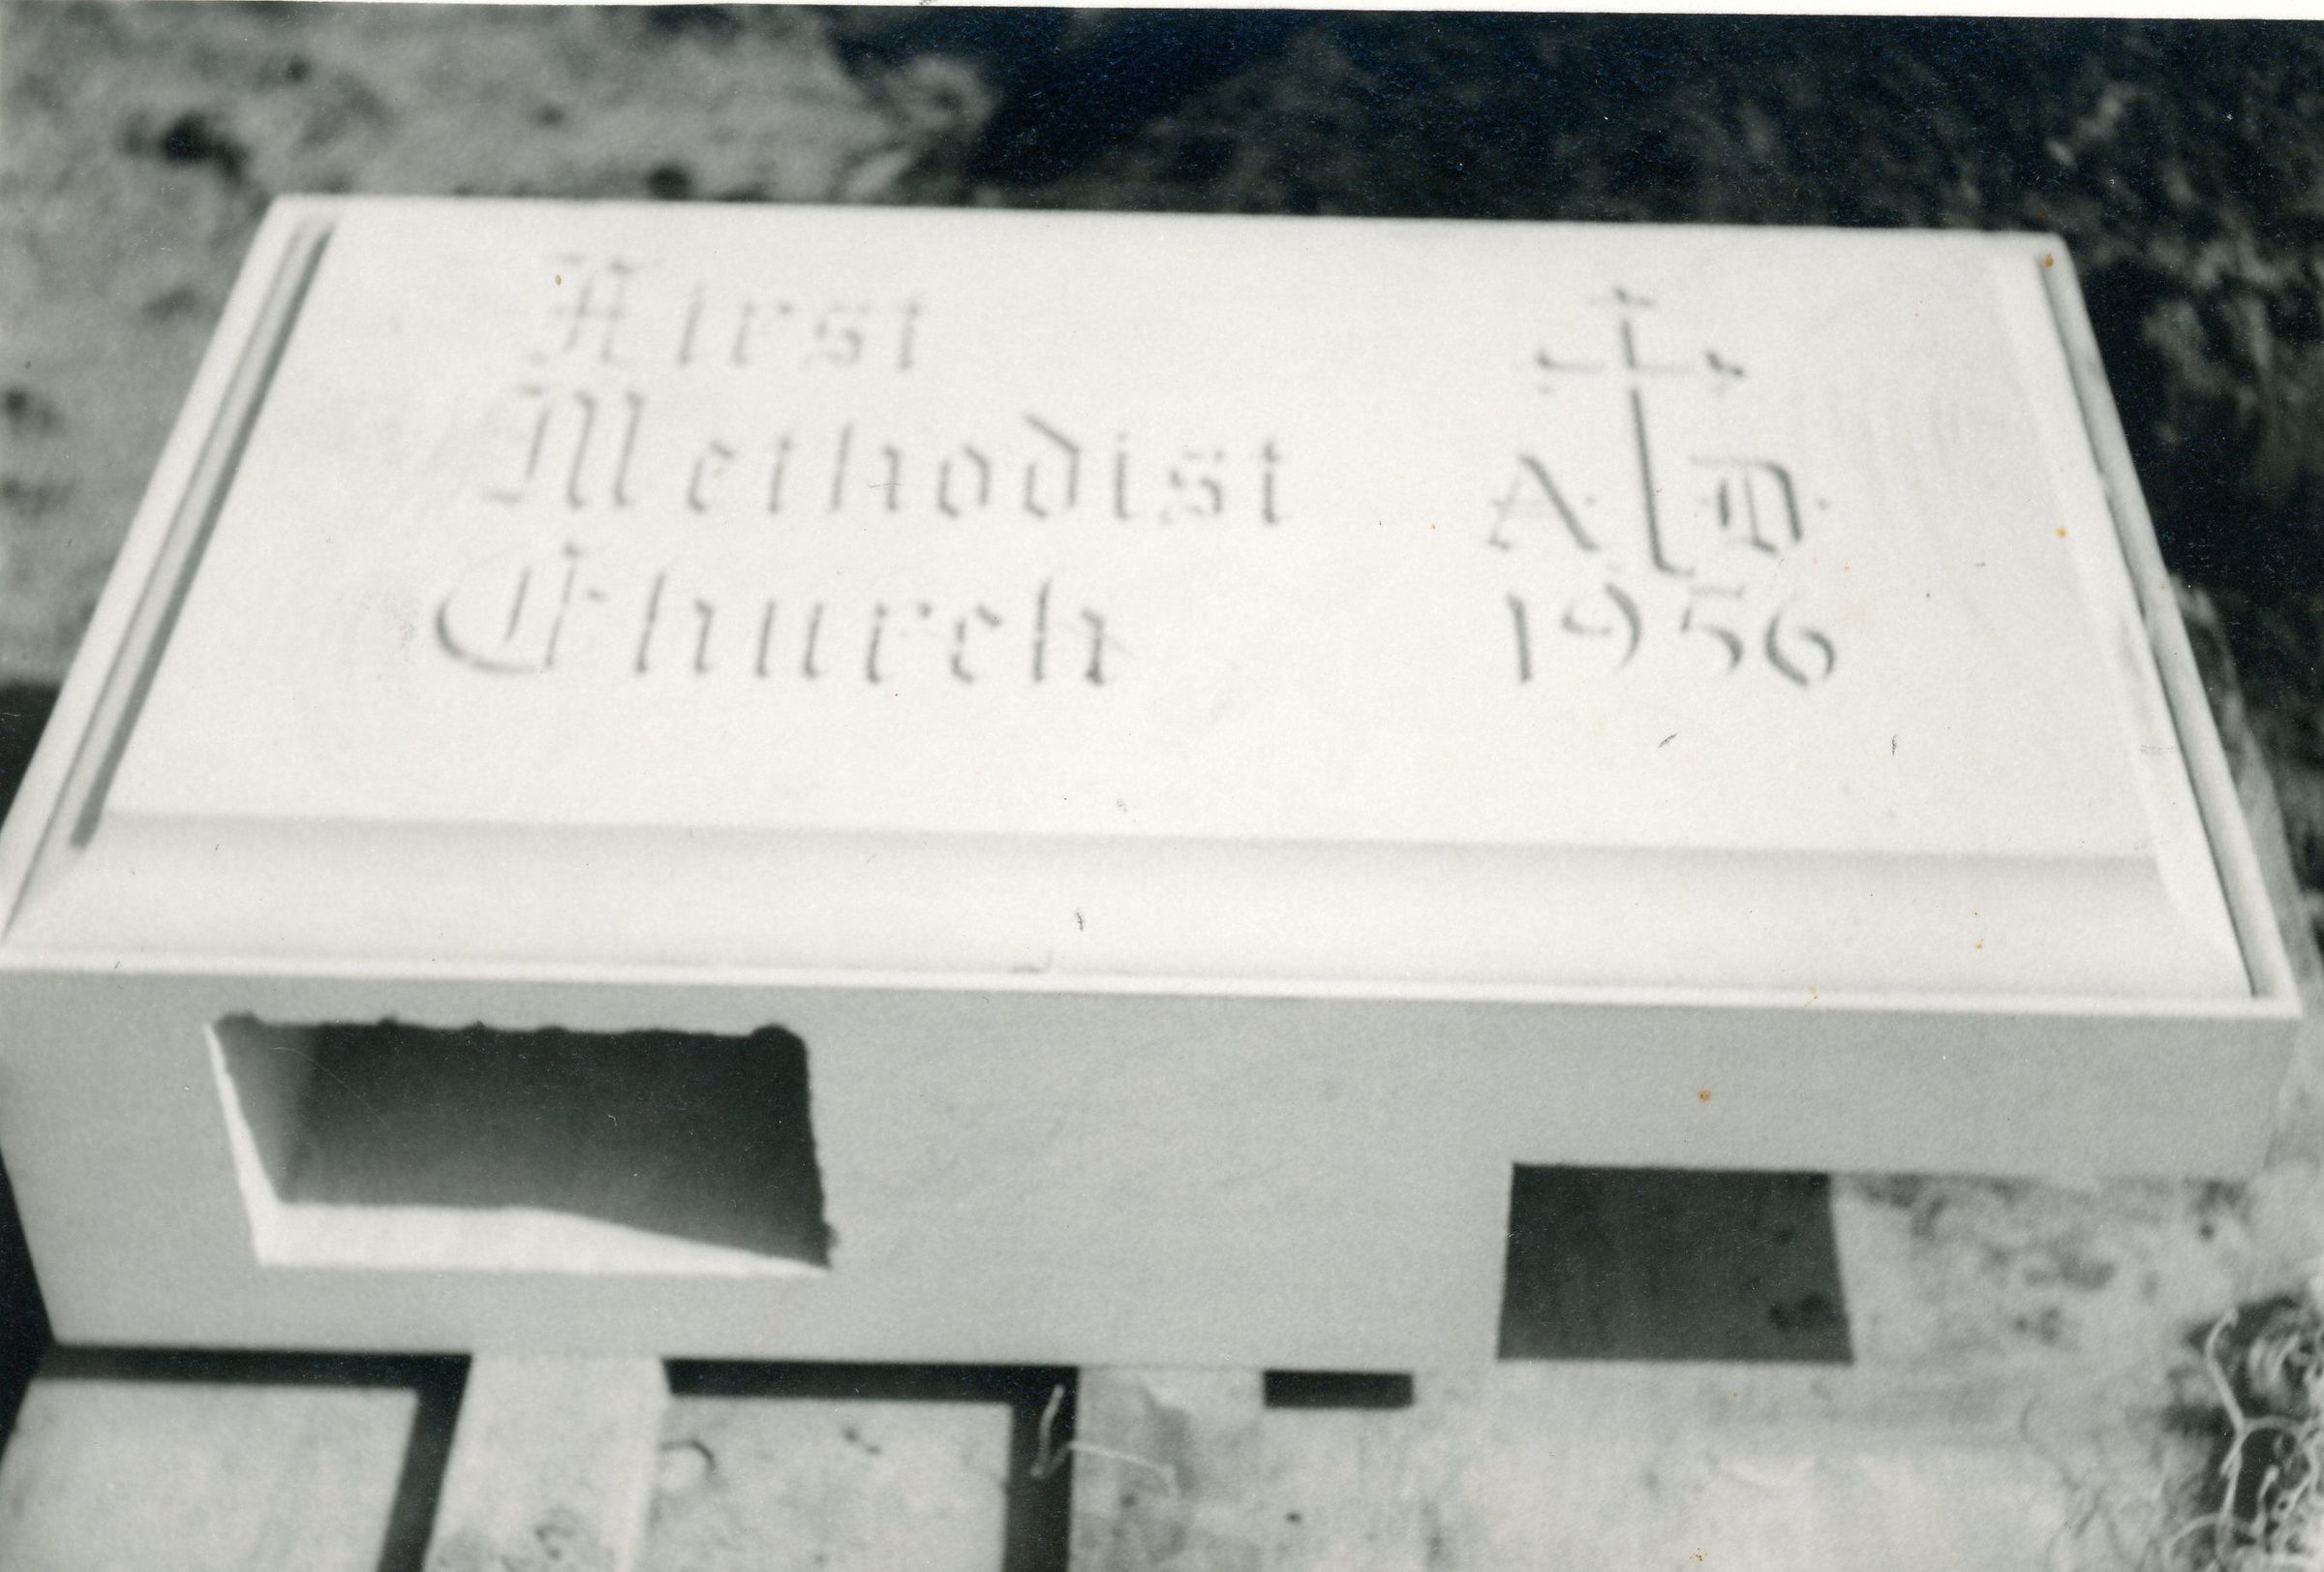 First
Methodist
Church
A. D.
1956